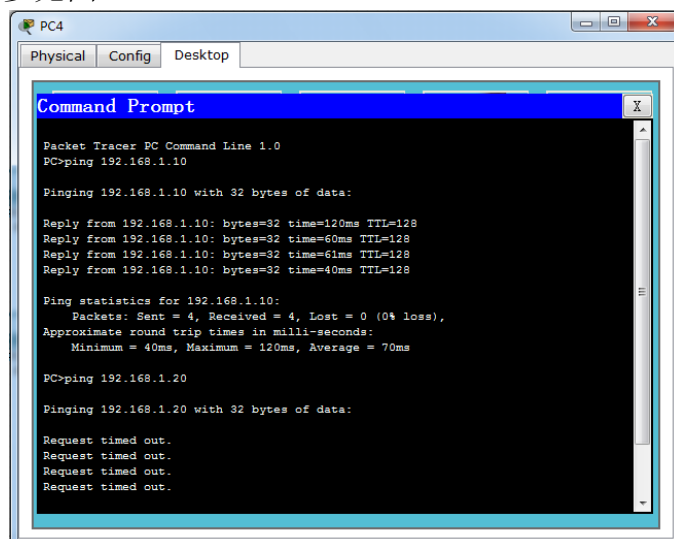 PC4
Physical Config Desktop
Command Prompt
X
Packet Tracer PC Command Line 1.0
PC>ping 192.168.1.10
Pinging 192.168.1.10 with 32 bytes of data:
Reply from 192.168.1.10: bytes=32 time=120ms TTL=128
Reply from 192.168.1.10: bytes=32 time=60ms TTL=128
Reply from 192.168.1.10: bytes=32 time=61ms TTL=128
Reply from 192.168.1.10: bytes=32 time=40ms TTL=128
Ping statistics for 192.168.1.10:
Packets: Sent = 4, Received = 4, Lost = 0 (0% loss),
Approximate round trip times in milli-seconds:
Minimum = 40ms, Maximum = 120ms, Average = 70ms
PC>ping 192.168.1.20
Pinging 192.168.1.20 with 32 bytes of data:
Request timed out.
Request timed out.
Request timed out.
Request timed out.